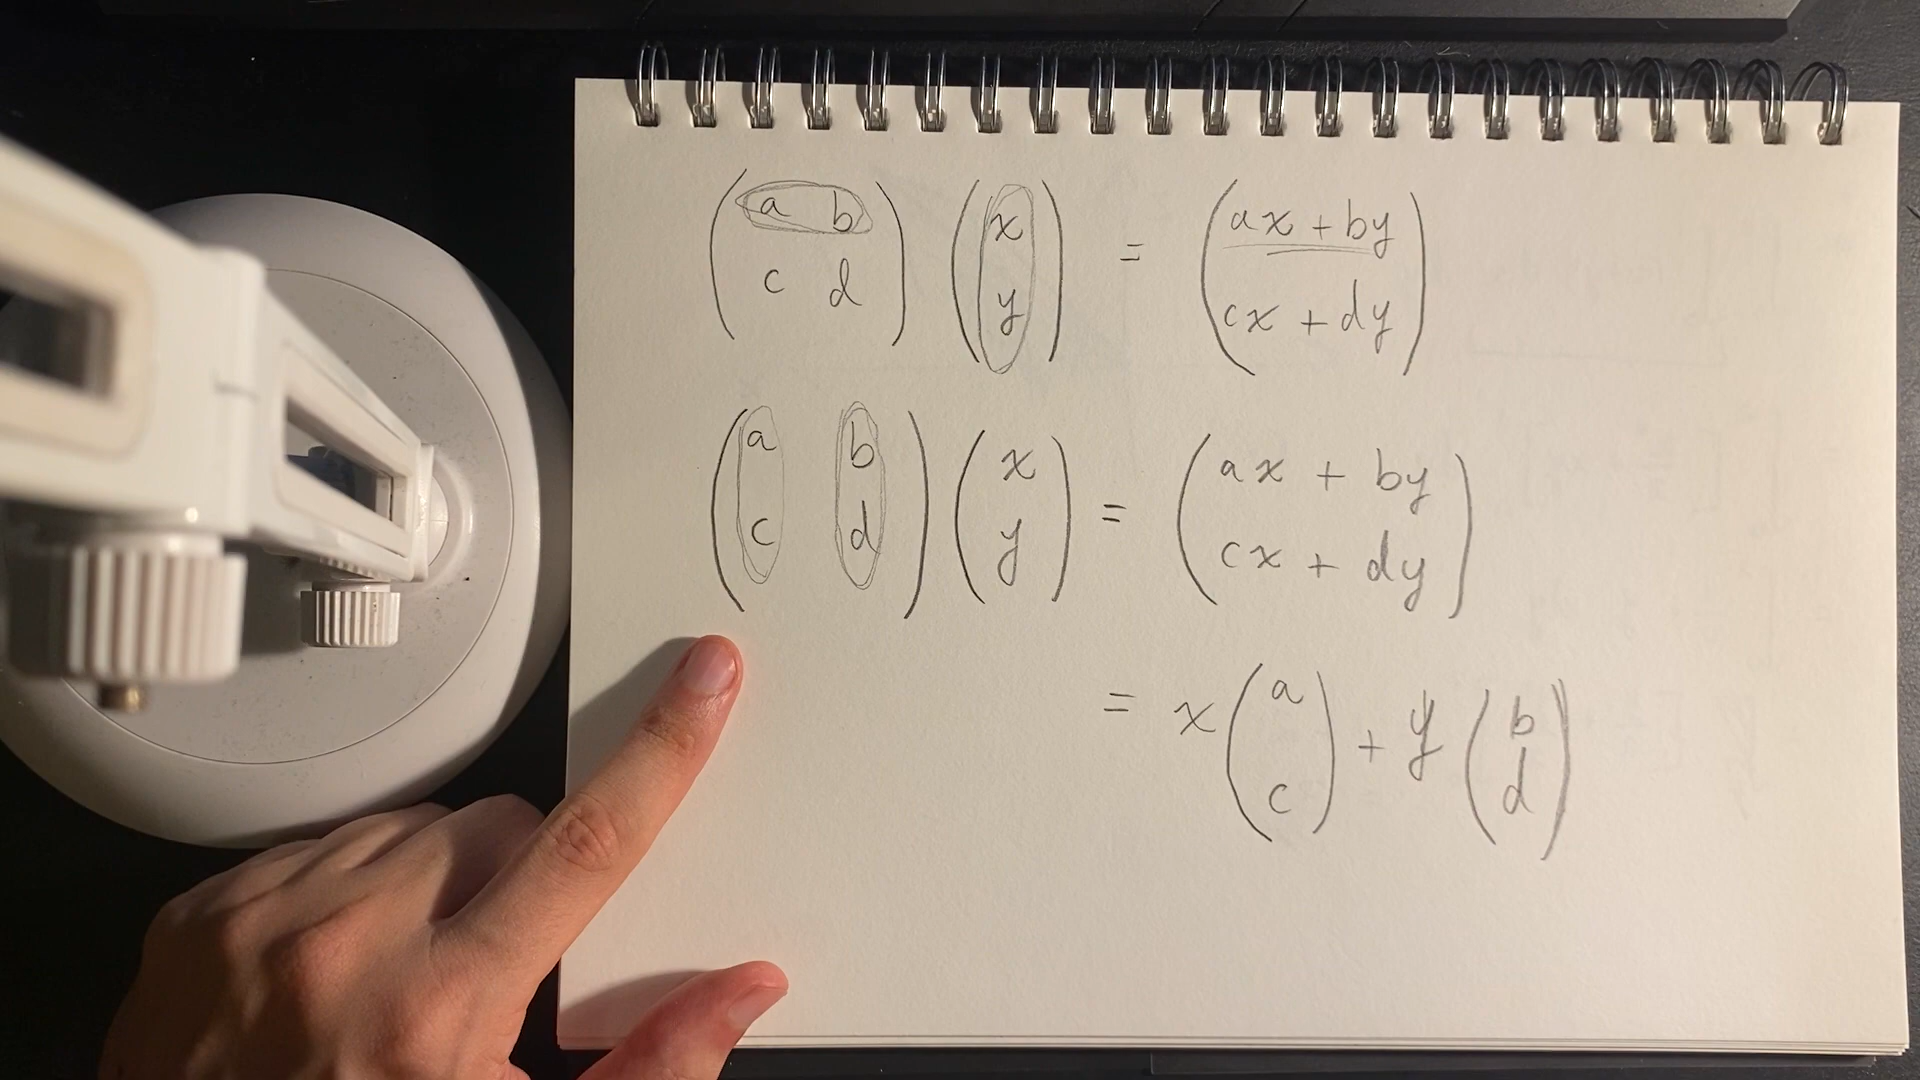 (a b) (x) = (ax + by)
(c d) (y) (cx + dy)
(a b) (x) = (ax + by)
(c d) (y) (cx + dy)
= x (a) + y (b)
(c) (d)